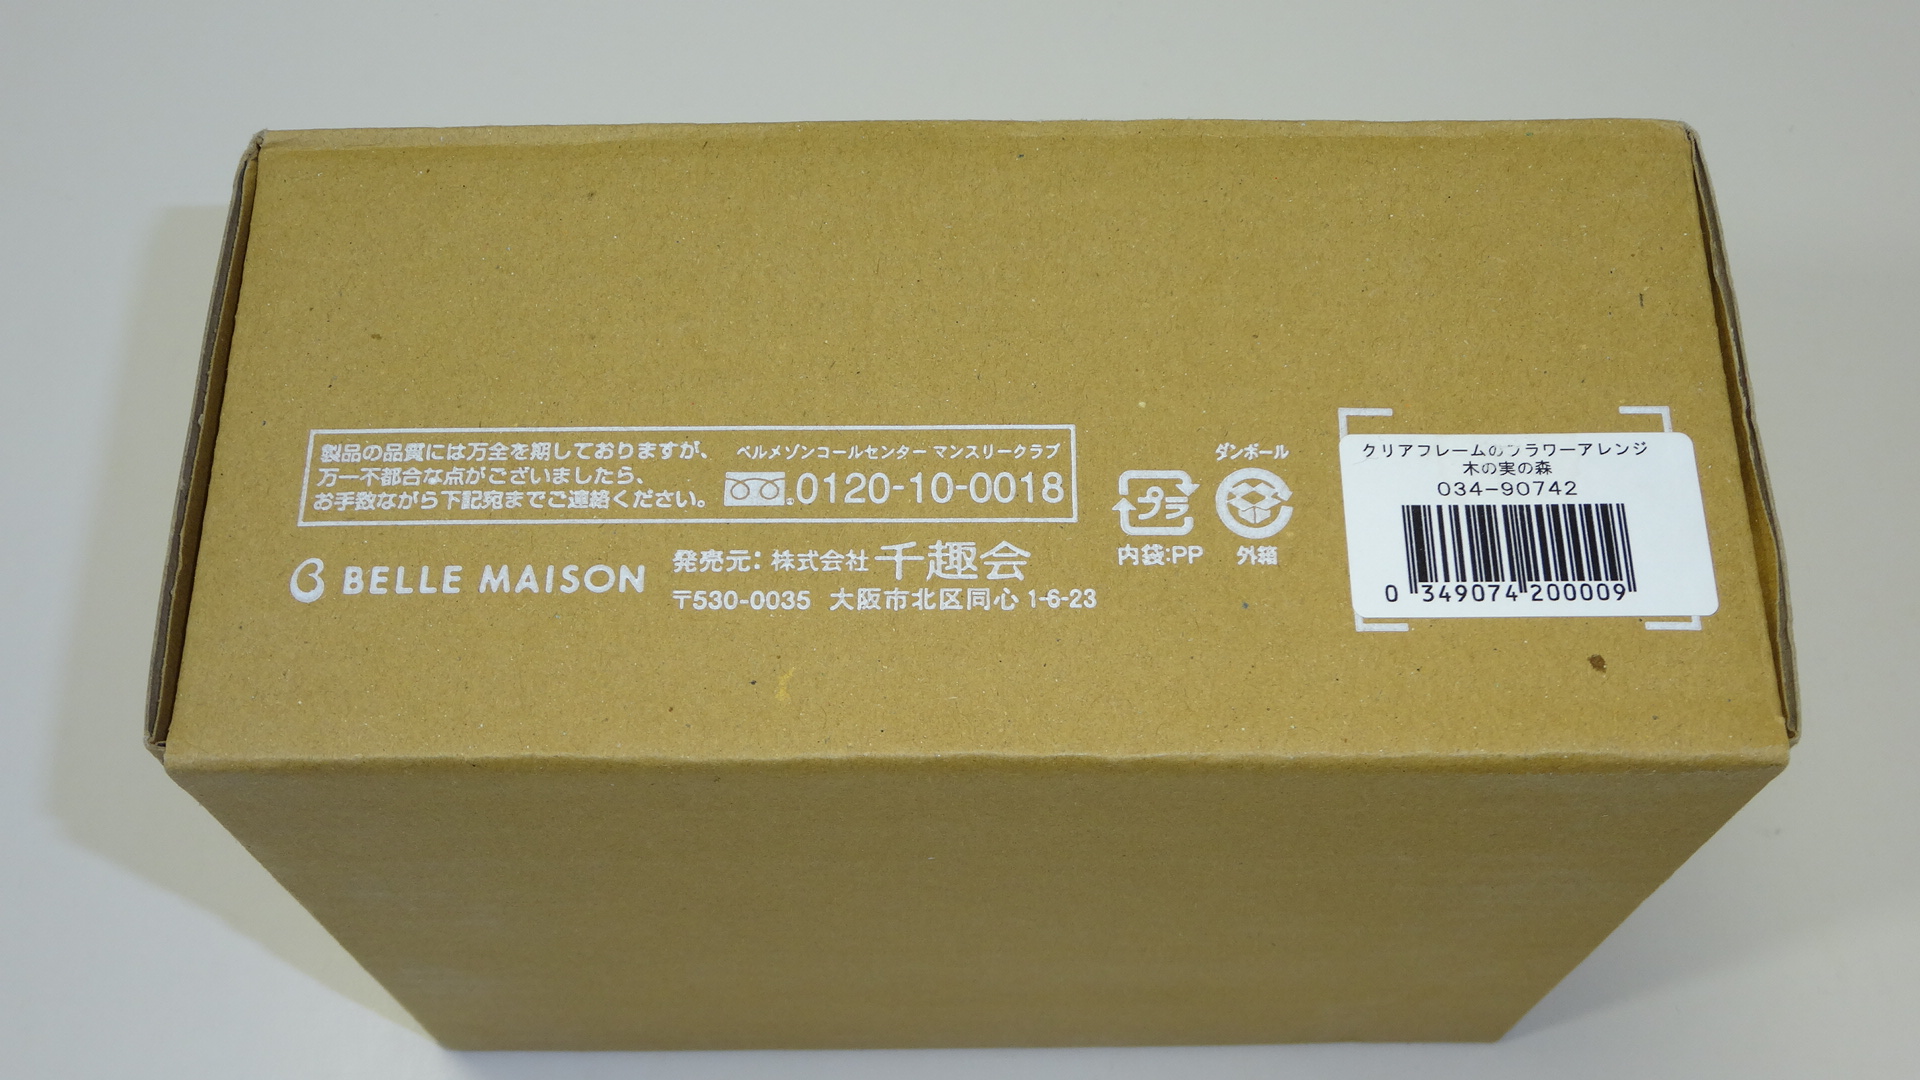 製品の品質には万全を期しておりますが、
万一不都合な点がございましたら、
お手数ながら下記宛までご連絡ください。
ベルメゾンコールセンター マンスリークラブ
0120-10-0018
BELLE MAISON
発売元：株式会社 千趣会
〒530-0035 大阪市北区同心 1-6-23
プラ
内袋:PP
ダンボール
外箱
クリアフレームのフラワーアレンジ
木の実の森
034-90742
0 349074 200009